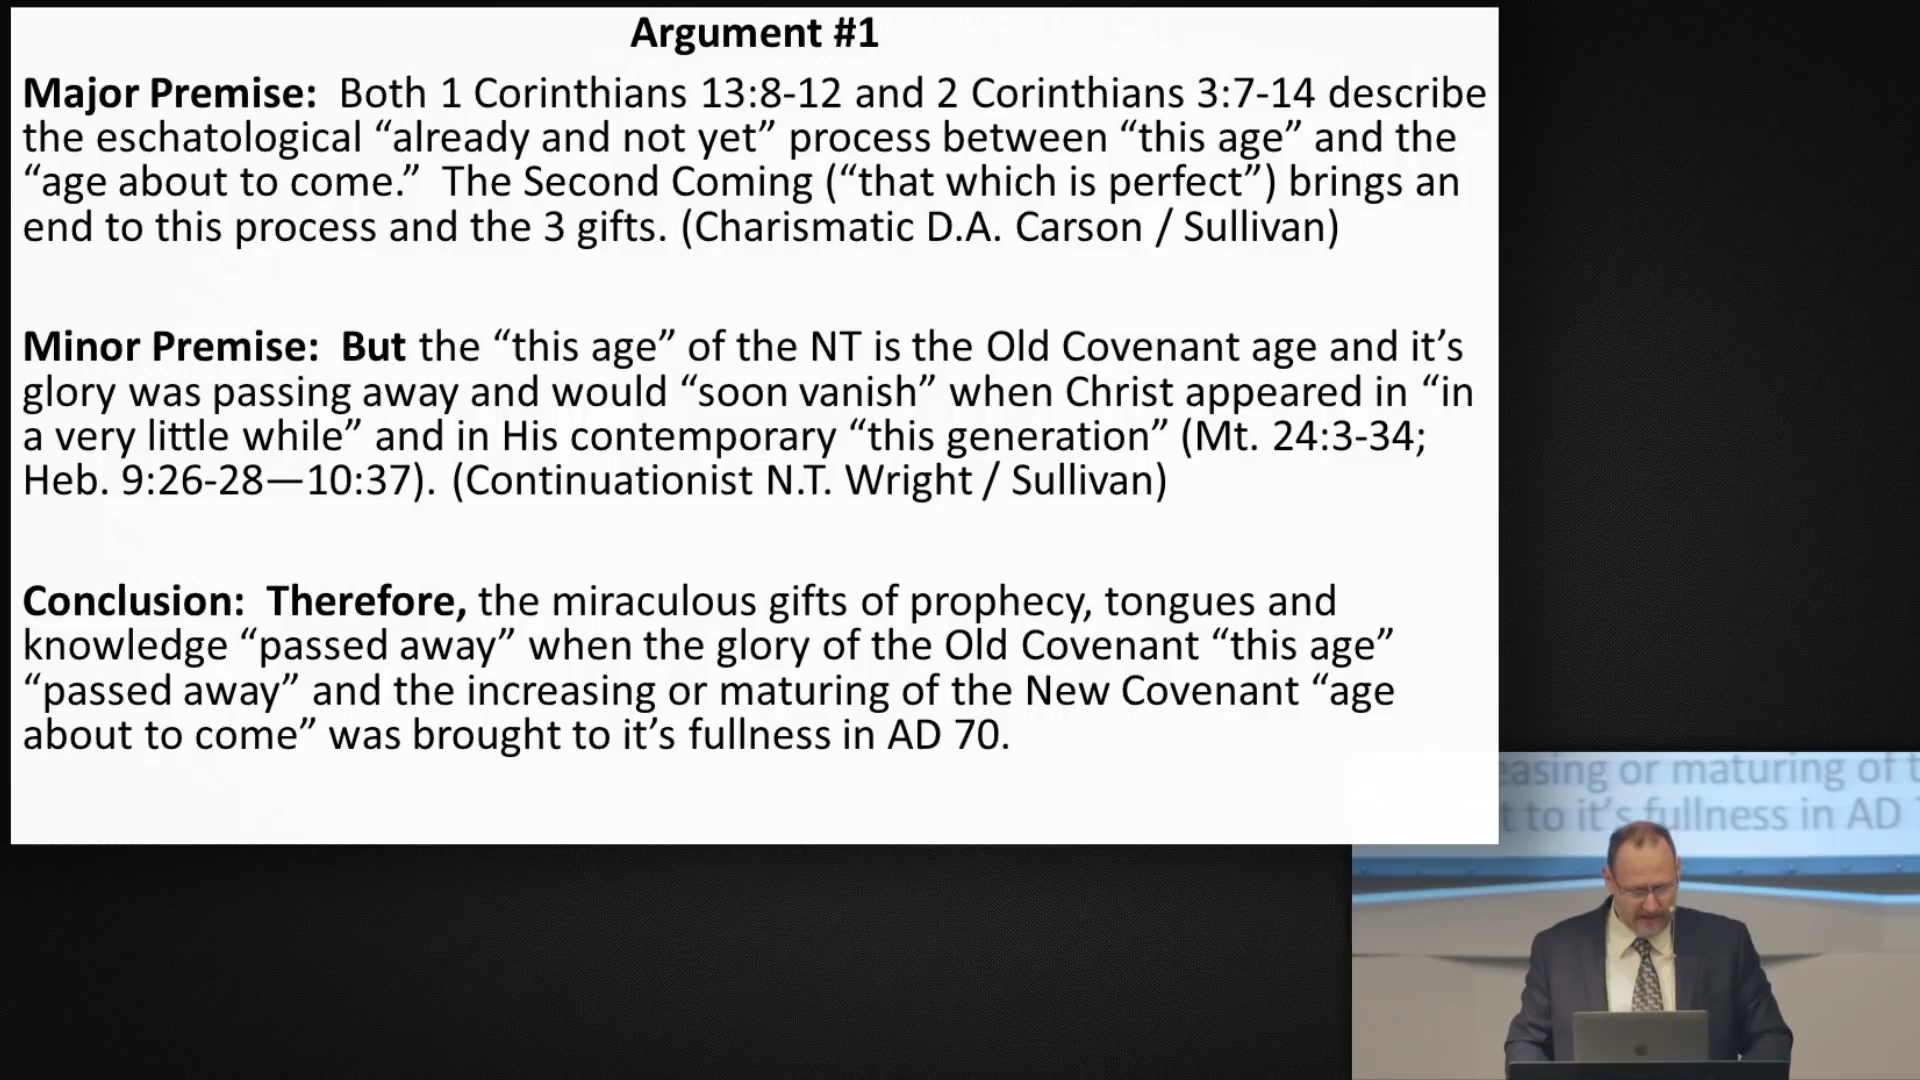 Argument #1
Major Premise:  Both 1 Corinthians 13:8-12 and 2 Corinthians 3:7-14 describe
the eschatological “already and not yet” process between “this age” and the
“age about to come.”  The Second Coming (“that which is perfect”) brings an
end to this process and the 3 gifts. (Charismatic D.A. Carson / Sullivan)
Minor Premise:  But the “this age” of the NT is the Old Covenant age and it’s
glory was passing away and would “soon vanish” when Christ appeared in “in
a very little while” and in His contemporary “this generation” (Mt. 24:3-34;
Heb. 9:26-28—10:37). (Continuationist N.T. Wright / Sullivan)
Conclusion:  Therefore, the miraculous gifts of prophecy, tongues and
knowledge “passed away” when the glory of the Old Covenant “this age”
“passed away” and the increasing or maturing of the New Covenant “age
about to come” was brought to it’s fullness in AD 70.
easing or maturing of t
t to it’s fullness in AD